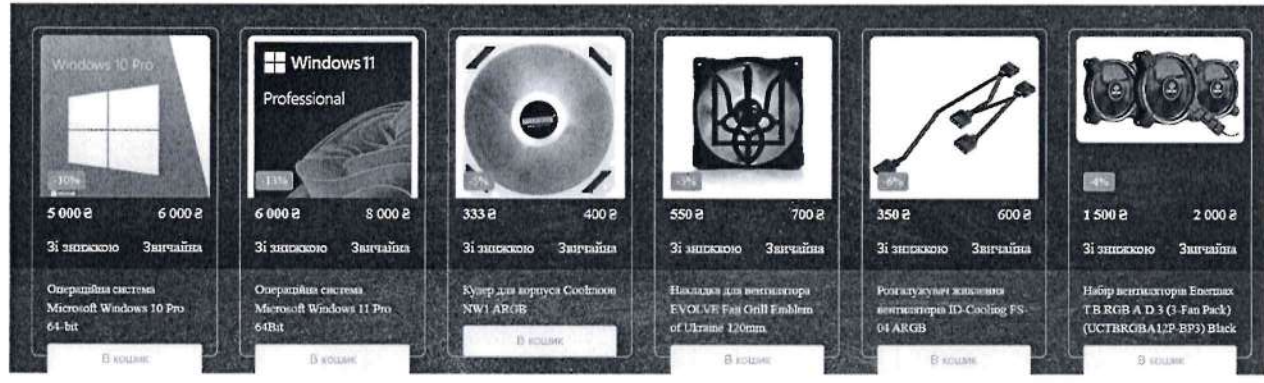 Windows 10 Pro
-10%
5 000 ₴ 6 000 ₴
Зі знижкою Звичайна
Операційна система
Microsoft Windows 10 Pro
64-bit
В кошик
Windows 11
Professional
-13%
6 000 ₴ 8 000 ₴
Зі знижкою Звичайна
Операційна система
Microsoft Windows 11 Pro
64Bit
В кошик
-5%
333 ₴ 400 ₴
Зі знижкою Звичайна
Кулер для корпуса Coolmoon
NW1 ARGB
В кошик
-3%
550 ₴ 700 ₴
Зі знижкою Звичайна
Накладка для вентилятора
EVOLVE Fan Grill Emblem
of Ukraine 120mm
В кошик
-6%
350 ₴ 600 ₴
Зі знижкою Звичайна
Розгалужувач живлення
вентилятора ID-Cooling FS-
04 ARGB
В кошик
-4%
1 500 ₴ 2 000 ₴
Зі знижкою Звичайна
Набір вентиляторів Enermax
T B RGB A D 3 (3-Fan Pack)
(UCTBRGBA12P-BP3) Black
В кошик